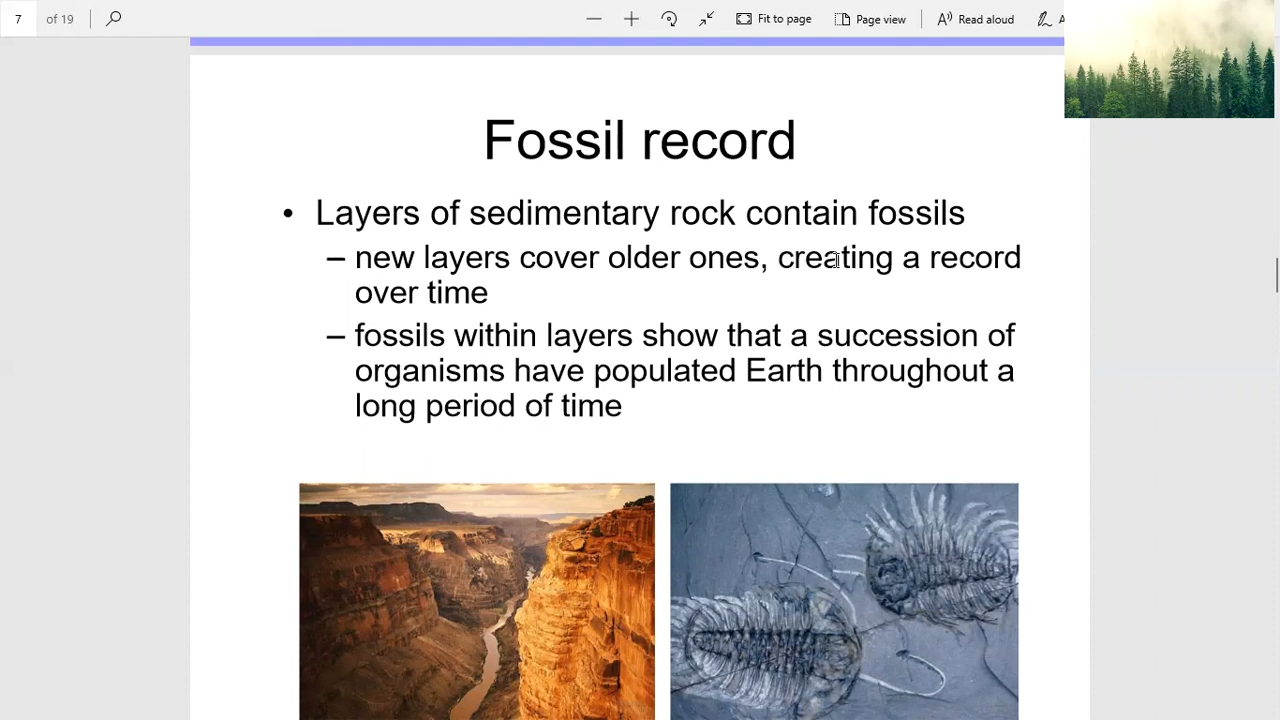 7 of 19 Fit to page Page view Read aloud
Fossil record
• Layers of sedimentary rock contain fossils
– new layers cover older ones, creating a record
over time
– fossils within layers show that a succession of
organisms have populated Earth throughout a
long period of time